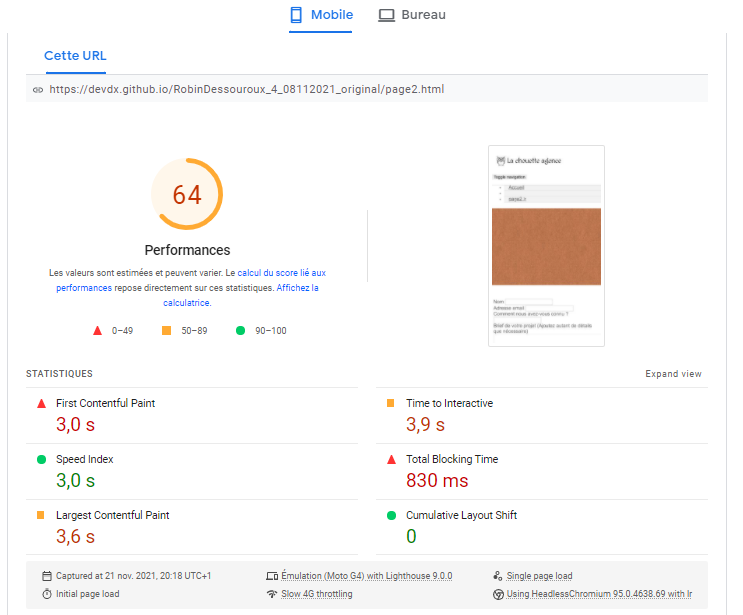 Mobile
Bureau
Cette URL
https://devdx.github.io/RobinDessouroux_4_08112021_original/page2.html
64
Performances
Les valeurs sont estimées et peuvent varier. Le calcul du score lié aux
performances repose directement sur ces statistiques. Affichez la
calculatrice.
0–49
50–89
90–100
La chouette agence
Toggle navigation
Accueil
page2.1
Nom:
Adresse email:
Comment nous avez-vous connu ?
Brief de votre projet (Ajoutez autant de détails
que nécessaire)
STATISTIQUES
Expand view
First Contentful Paint
3,0 s
Time to Interactive
3,9 s
Speed Index
3,0 s
Total Blocking Time
830 ms
Largest Contentful Paint
3,6 s
Cumulative Layout Shift
0
Captured at 21 nov. 2021, 20:18 UTC+1
Émulation (Moto G4) with Lighthouse 9.0.0
Single page load
Initial page load
Slow 4G throttling
Using HeadlessChromium 95.0.4638.69 with lr